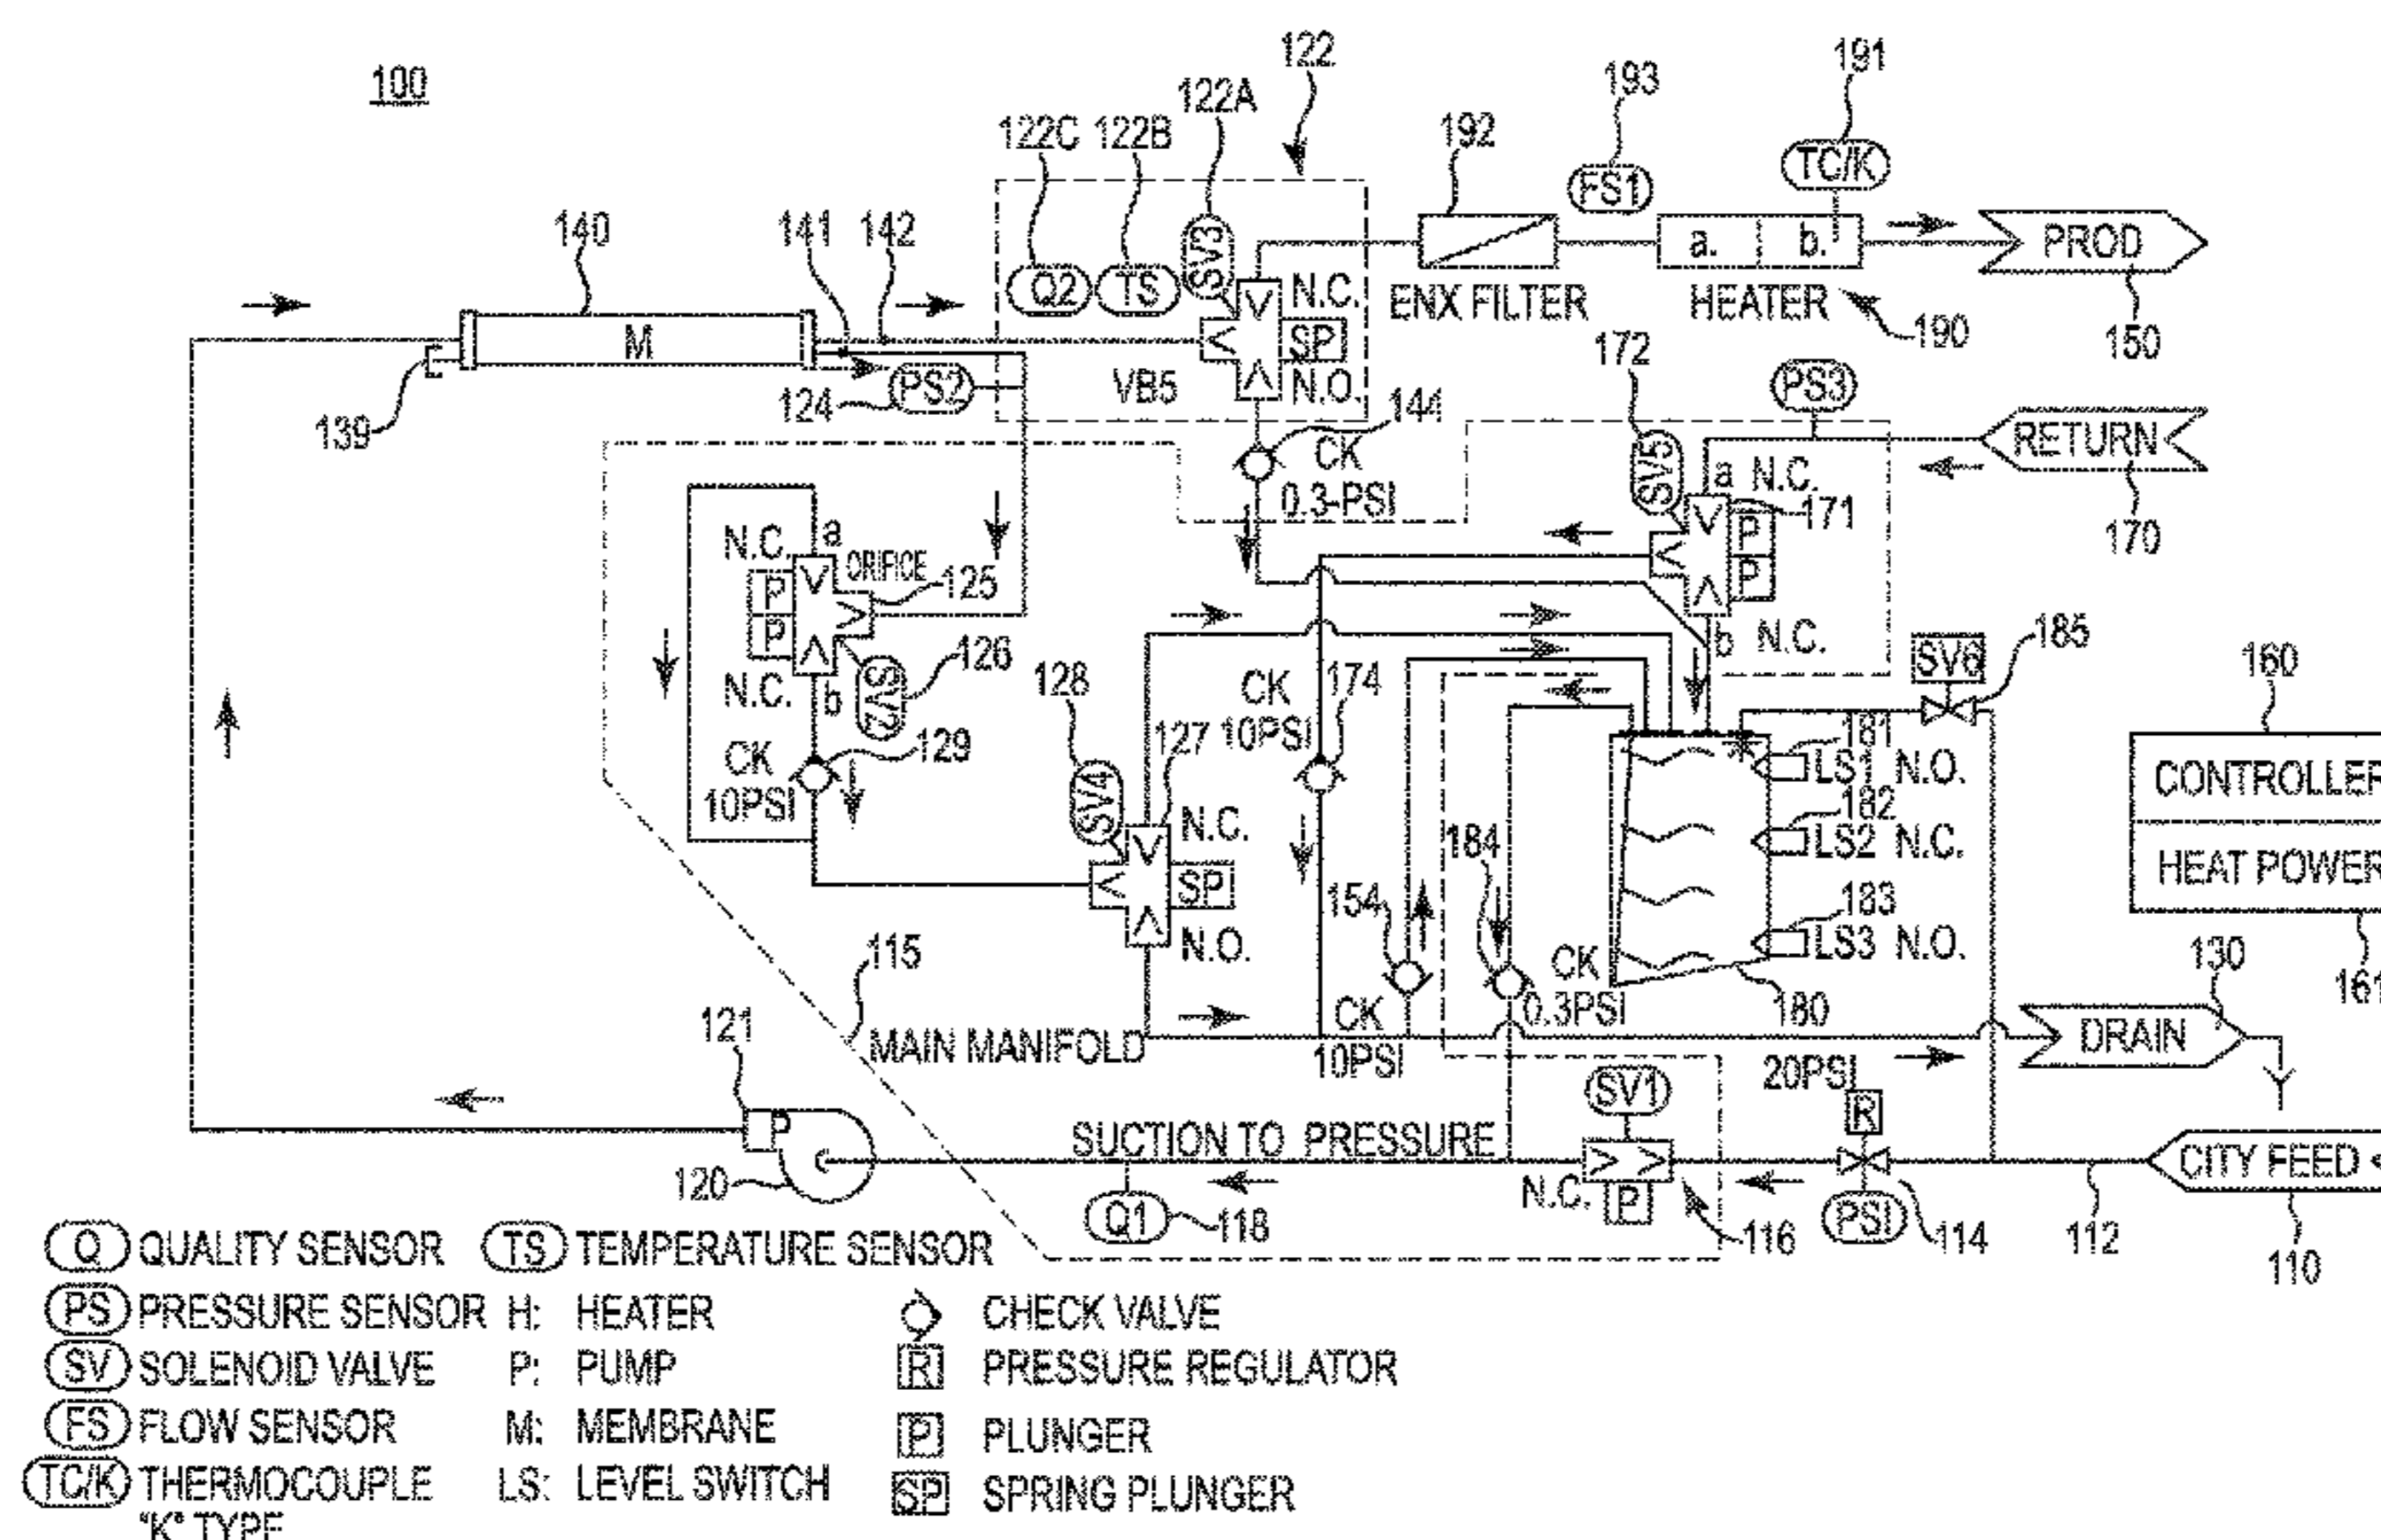 100
122
122A
122C 122B
193
191
192
FS1
TC/K
140
141 142
Q2 TS SV3
N.C.
a. b.
PROD
ENX FILTER
HEATER
190
150
M
SP
N.O.
VB5
PS2
124
139
144
CK
0.3-PSI
172
SV5
PS3
RETURN
170
a N.C.
171
P
P
b N.C.
N.C. a
ORIFICE
125
P
P
N.C. b
SV2
126
CK
10PSI
129
128
127
SV4
N.C.
SP
N.O.
CK
10PSI
174
SV6
185
160
181
LS1 N.O.
182
LS2 N.C.
183
LS3 N.O.
CONTROLLER
HEAT POWER
161
184
154
CK
0.3PSI
180
130
DRAIN
CK
10PSI
115
MAIN MANIFOLD
121
P
120
SUCTION TO PRESSURE
SV1
20PSI
R
CITY FEED
Q1
118
N.C.
P
116
PSI
114
112
110
Q QUALITY SENSOR TS TEMPERATURE SENSOR
PS PRESSURE SENSOR H: HEATER CHECK VALVE
SV SOLENOID VALVE P: PUMP R PRESSURE REGULATOR
FS FLOW SENSOR M: MEMBRANE P PLUNGER
TC/K THERMOCOUPLE LS: LEVEL SWITCH SP SPRING PLUNGER
"K" TYPE